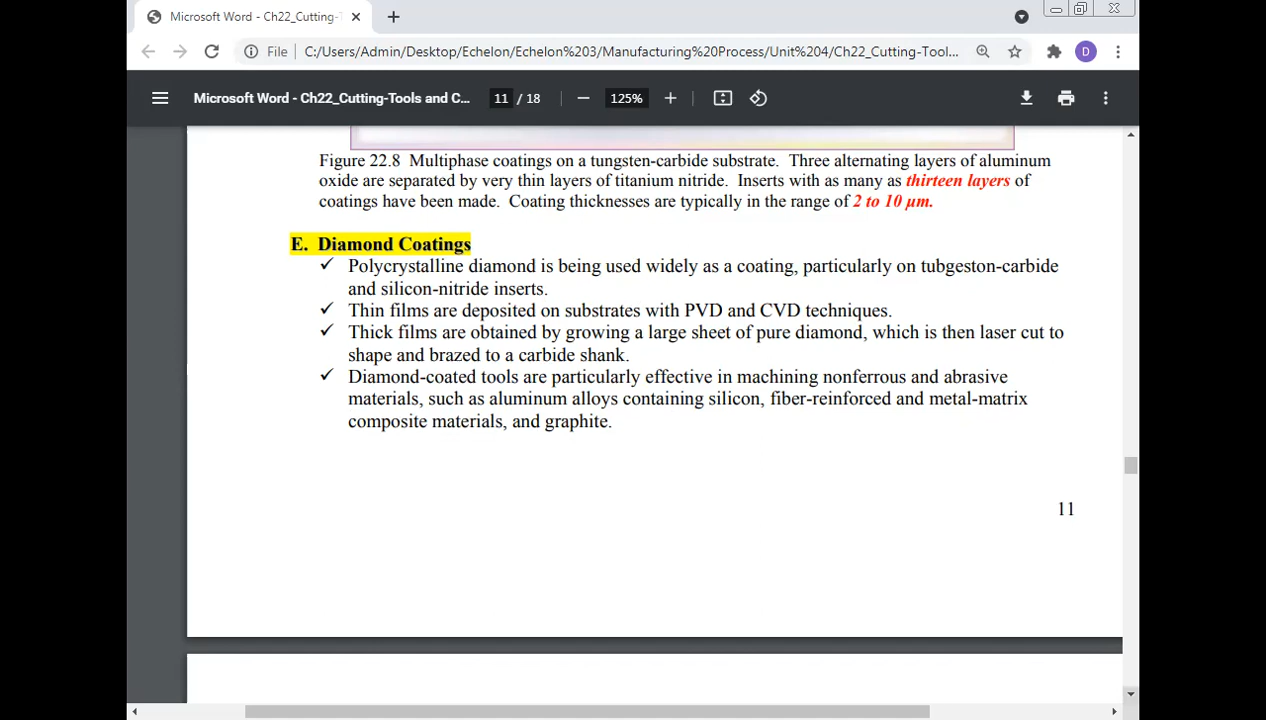 Microsoft Word - Ch22_Cutting-T
File C:/Users/Admin/Desktop/Echelon/Echelon%203/Manufacturing%20Process/Unit%204/Ch22_Cutting-Tool... D
Microsoft Word - Ch22_Cutting-Tools and C... 11 / 18 125%
Figure 22.8 Multiphase coatings on a tungsten-carbide substrate. Three alternating layers of aluminum
oxide are separated by very thin layers of titanium nitride. Inserts with as many as thirteen layers of
coatings have been made. Coating thicknesses are typically in the range of 2 to 10 μm.
E. Diamond Coatings
✓ Polycrystalline diamond is being used widely as a coating, particularly on tubgeston-carbide
and silicon-nitride inserts.
✓ Thin films are deposited on substrates with PVD and CVD techniques.
✓ Thick films are obtained by growing a large sheet of pure diamond, which is then laser cut to
shape and brazed to a carbide shank.
✓ Diamond-coated tools are particularly effective in machining nonferrous and abrasive
materials, such as aluminum alloys containing silicon, fiber-reinforced and metal-matrix
composite materials, and graphite.
11